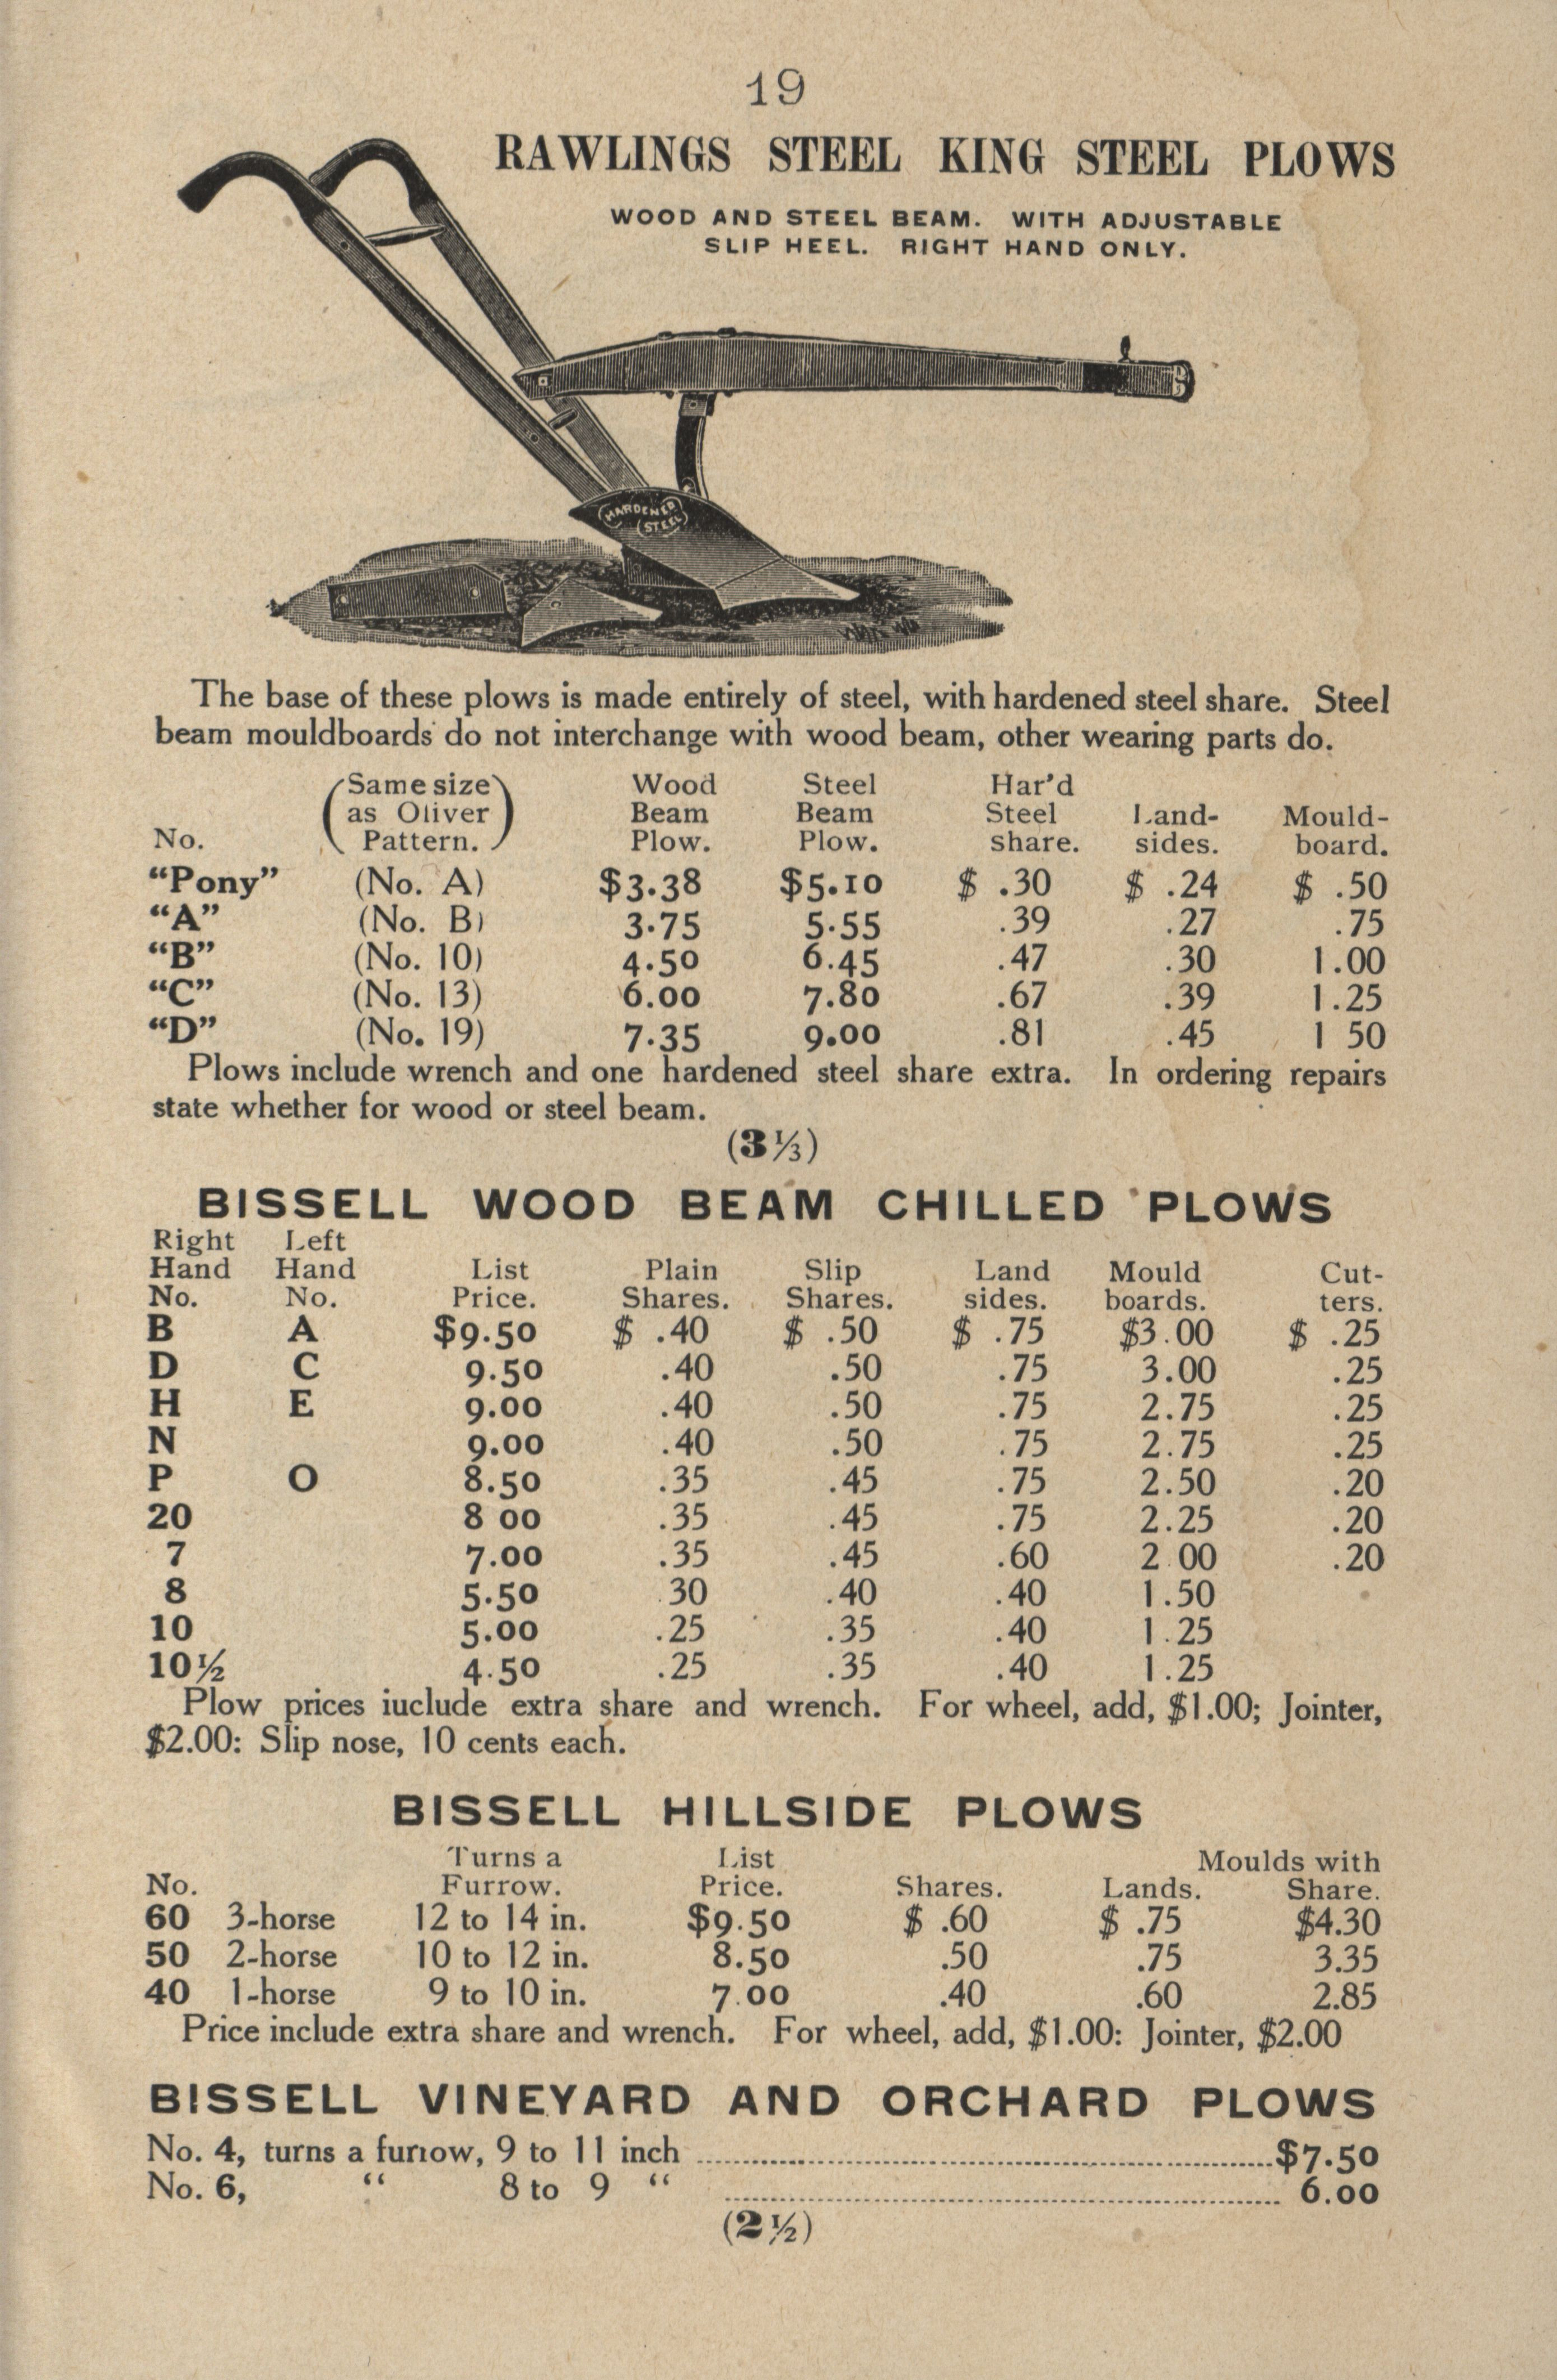 19
RAWLINGS STEEL KING STEEL PLOWS
WOOD AND STEEL BEAM. WITH ADJUSTABLE
SLIP HEEL. RIGHT HAND ONLY.
HARDENED
STEEL
The base of these plows is made entirely of steel, with hardened steel share. Steel
beam mouldboards do not interchange with wood beam, other wearing parts do.
(Same size Wood Steel Har'd
as Oliver Beam Beam Steel Land- Mould-
No. Pattern.) Plow. Plow. share. sides. board.
"Pony" (No. A) $3.38 $5.10 $ .30 $ .24 $ .50
"A" (No. B) 3.75 5.55 .39 .27 .75
"B" (No. 10) 4.50 6.45 .47 .30 1.00
"C" (No. 13) 6.00 7.80 .67 .39 1.25
"D" (No. 19) 7.35 9.00 .81 .45 1 50
Plows include wrench and one hardened steel share extra. In ordering repairs
state whether for wood or steel beam.
(3⅓)
BISSELL WOOD BEAM CHILLED PLOWS
Right Left
Hand Hand List Plain Slip Land Mould Cut-
No. No. Price. Shares. Shares. sides. boards. ters.
B A $9.50 $ .40 $ .50 $ .75 $3.00 $ .25
D C 9.50 .40 .50 .75 3.00 .25
H E 9.00 .40 .50 .75 2.75 .25
N 9.00 .40 .50 .75 2.75 .25
P O 8.50 .35 .45 .75 2.50 .20
20 8 00 .35 .45 .75 2.25 .20
7 7.00 .35 .45 .60 2 00 .20
8 5.50 .30 .40 .40 1.50
10 5.00 .25 .35 .40 1.25
10½ 4.50 .25 .35 .40 1.25
Plow prices iuclude extra share and wrench. For wheel, add, $1.00; Jointer,
$2.00: Slip nose, 10 cents each.
BISSELL HILLSIDE PLOWS
Turns a List Moulds with
No. Furrow. Price. Shares. Lands. Share.
60 3-horse 12 to 14 in. $9.50 $ .60 $ .75 $4.30
50 2-horse 10 to 12 in. 8.50 .50 .75 3.35
40 1-horse 9 to 10 in. 7.00 .40 .60 2.85
Price include extra share and wrench. For wheel, add, $1.00: Jointer, $2.00
BISSELL VINEYARD AND ORCHARD PLOWS
No. 4, turns a furrow, 9 to 11 inch ........ $7.50
No. 6, " 8 to 9 " ........ 6.00
(2½)